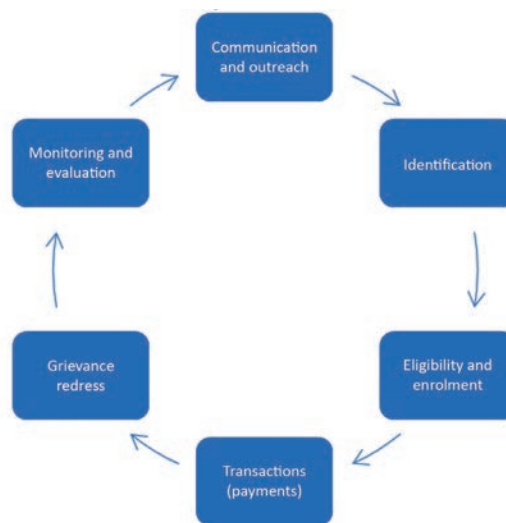 Communication
and outreach
Identification
Eligibility and
enrolment
Transactions
(payments)
Grievance
redress
Monitoring and
evaluation